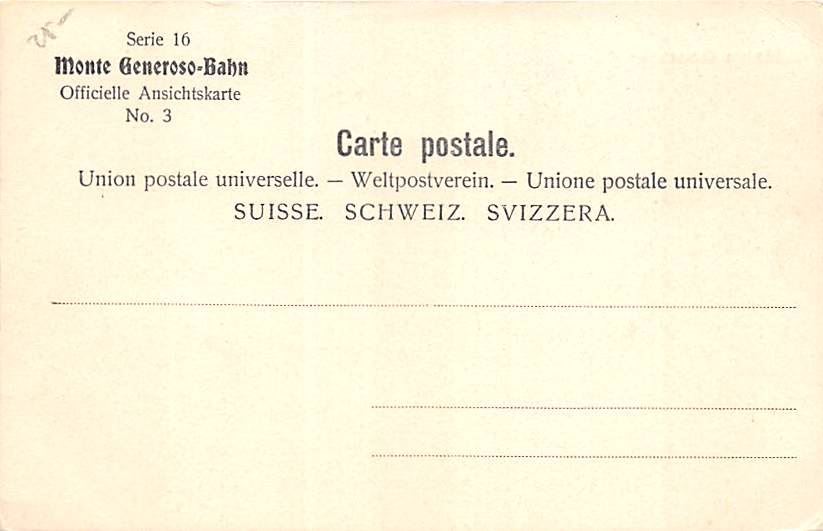 Serie 16
Monte Generoso-Bahn
Officielle Ansichtskarte
No. 3
Carte postale.
Union postale universelle. — Weltpostverein. — Unione postale universale.
SUISSE. SCHWEIZ. SVIZZERA.